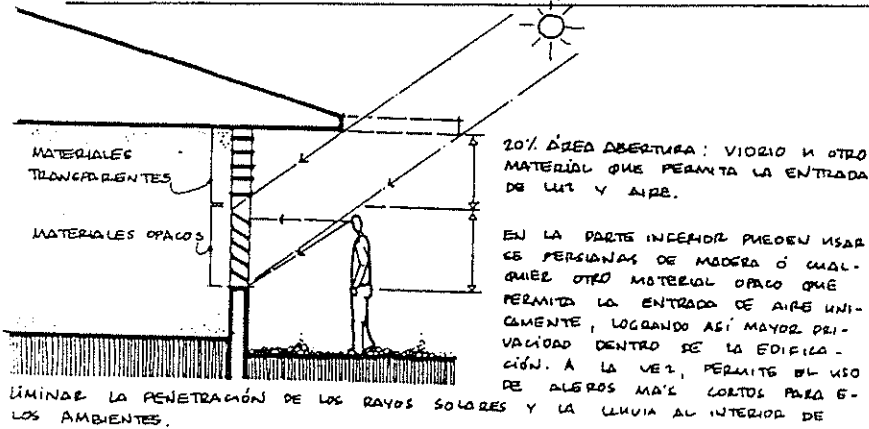 MATERIALES
TRANSPARENTES
MATERIALES OPACOS
20% ÁREA ABERTURA: VIDRIO U OTRO
MATERIAL QUE PERMITA LA ENTRADA
DE LUZ Y AIRE.
EN LA PARTE INFERIOR PUEDEN USAR
SE PERSIANAS DE MADERA Ó CUAL-
QUIER OTRO MATERIAL OPACO QUE
PERMITA LA ENTRADA DE AIRE UNI-
CAMENTE, LOGRANDO ASÍ MAYOR PRI-
VACIDAD DENTRO DE LA EDIFICA-
CIÓN. A LA VEZ, PERMITE EL USO
DE ALEROS MA'S CORTOS PARA E-
LIMINAR LA PENETRACIÓN DE LOS RAYOS SOLARES Y LA LLUVIA AL INTERIOR DE
LOS AMBIENTES.